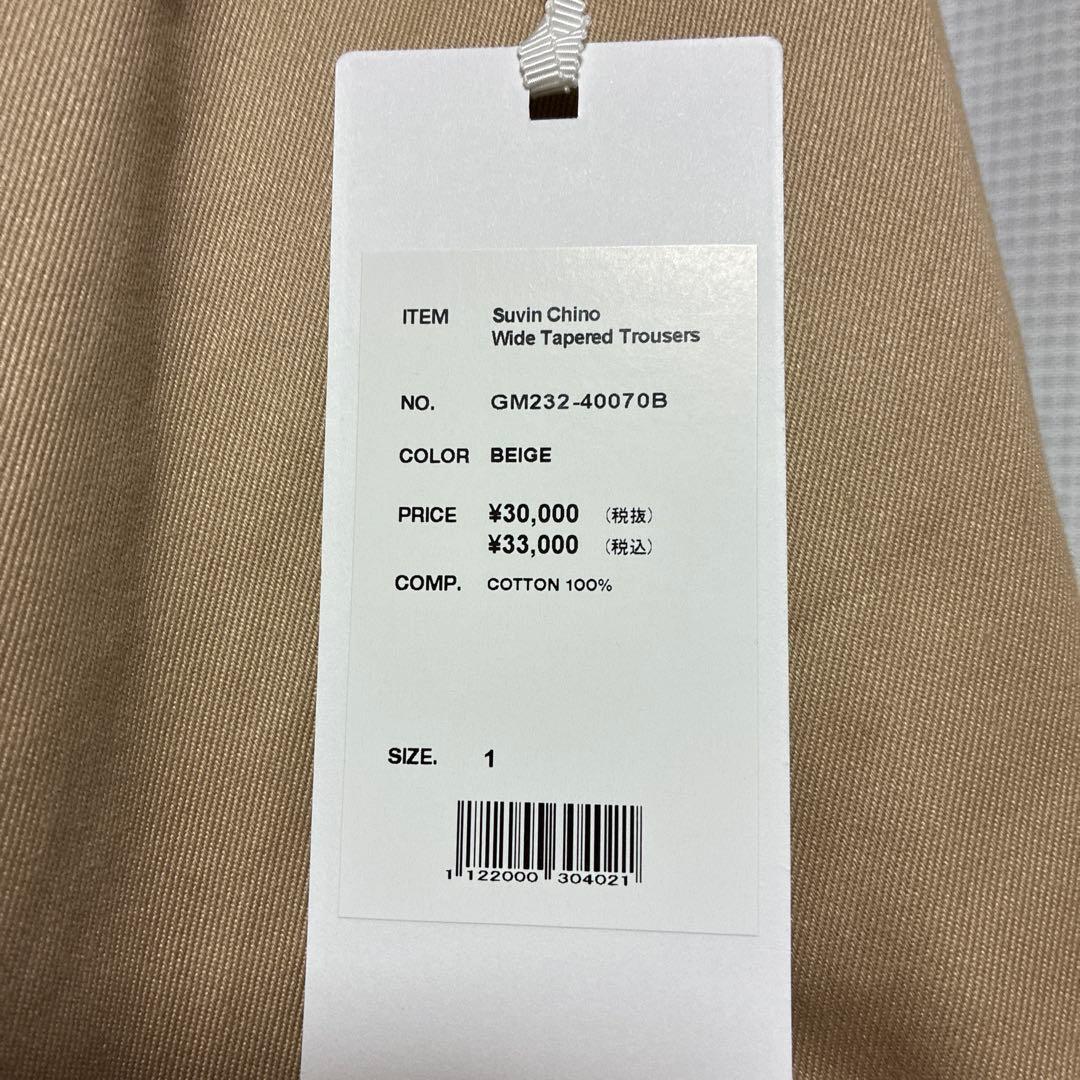 ITEM Suvin Chino
Wide Tapered Trousers
NO. GM232-40070B
COLOR BEIGE
PRICE ¥30,000 （税抜）
¥33,000 （税込）
COMP. COTTON 100%
SIZE. 1
1 122000 304021